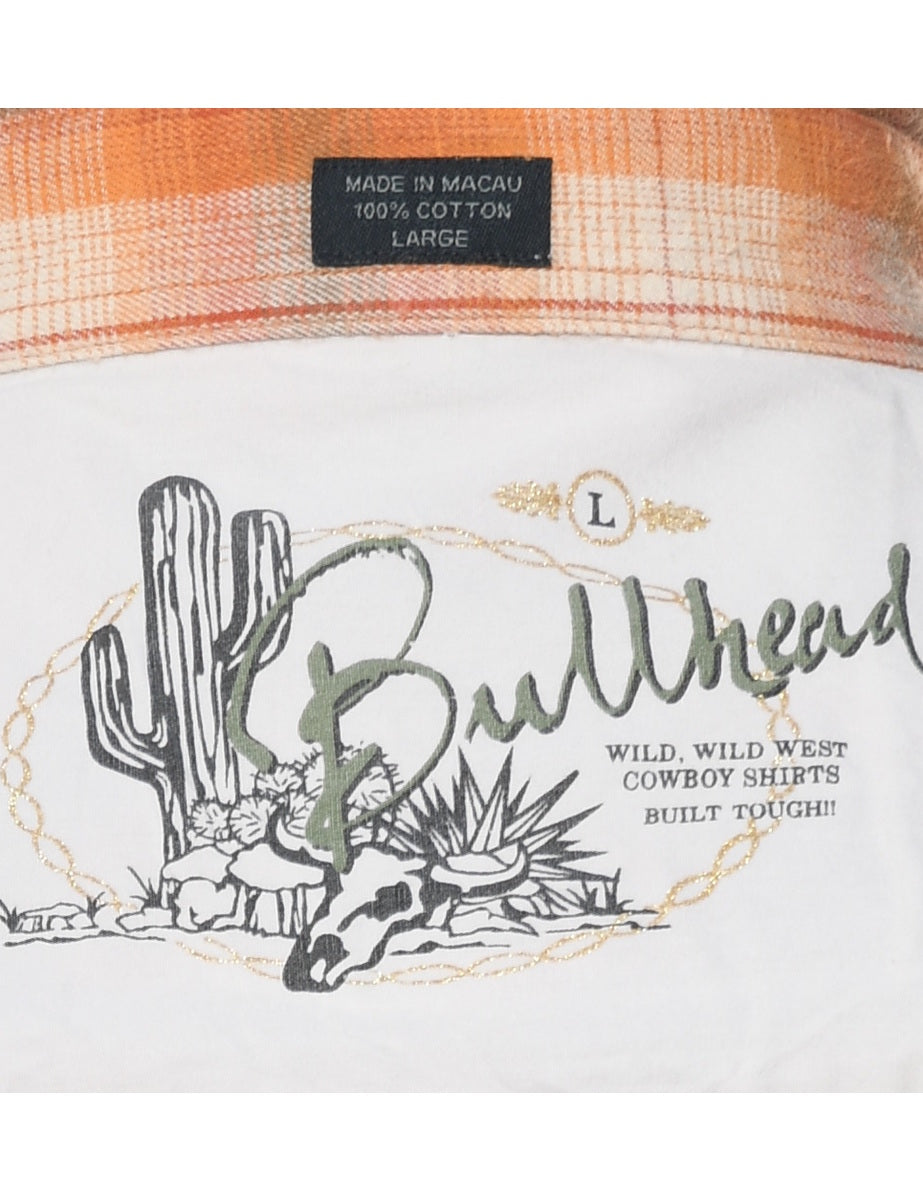 MADE IN MACAU
100% COTTON
LARGE
L
Bullhead
WILD, WILD WEST
COWBOY SHIRTS
BUILT TOUGH!!